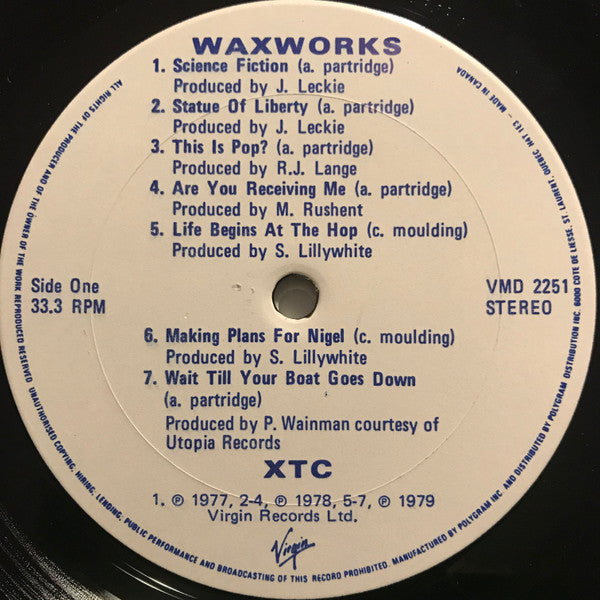 WAXWORKS
1. Science Fiction (a. partridge)
Produced by J. Leckie
2. Statue Of Liberty (a. partridge)
Produced by J. Leckie
3. This Is Pop? (a. partridge)
Produced by R.J. Lange
4. Are You Receiving Me (a. partridge)
Produced by M. Rushent
5. Life Begins At The Hop (c. moulding)
Produced by S. Lillywhite
Side One
33.3 RPM
VMD 2251
STEREO
6. Making Plans For Nigel (c. moulding)
Produced by S. Lillywhite
7. Wait Till Your Boat Goes Down
(a. partridge)
Produced by P. Wainman courtesy of
Utopia Records
XTC
1. ℗ 1977, 2-4, ℗ 1978, 5-7, ℗ 1979
Virgin Records Ltd.
Virgin
ALL RIGHTS OF THE PRODUCER AND OF THE OWNER OF THE WORK REPRODUCED RESERVED. UNAUTHORISED COPYING, HIRING, LENDING, PUBLIC PERFORMANCE AND BROADCASTING OF THIS RECORD PROHIBITED. MANUFACTURED BY POLYGRAM INC. AND DISTRIBUTED BY POLYGRAM DISTRIBUTION INC. 6000 COTE DE LIESSE, ST. LAURENT, QUEBEC H4T 1E3 - MADE IN CANADA